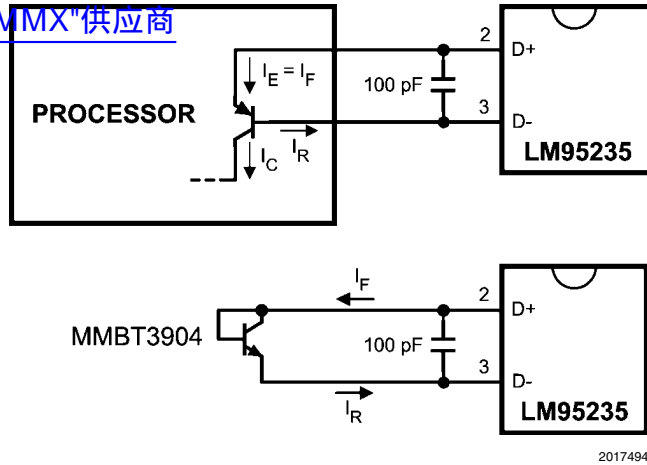 MMX"供应商
2
D+
I_E = I_F
100 pF
PROCESSOR
3
D-
I_R
LM95235
I_C
I_F
2
D+
MMBT3904
100 pF
3
D-
I_R
LM95235
2017494